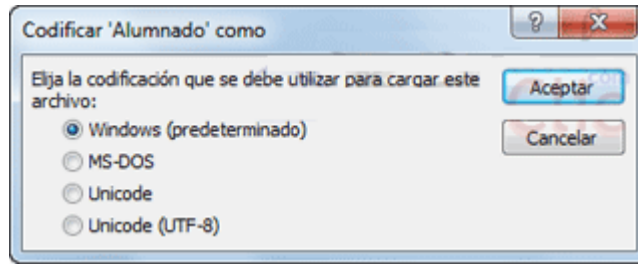 Codificar 'Alumnado' como
Elija la codificación que se debe utilizar para cargar este
archivo:
Windows (predeterminado)
MS-DOS
Unicode
Unicode (UTF-8)
Aceptar
Cancelar